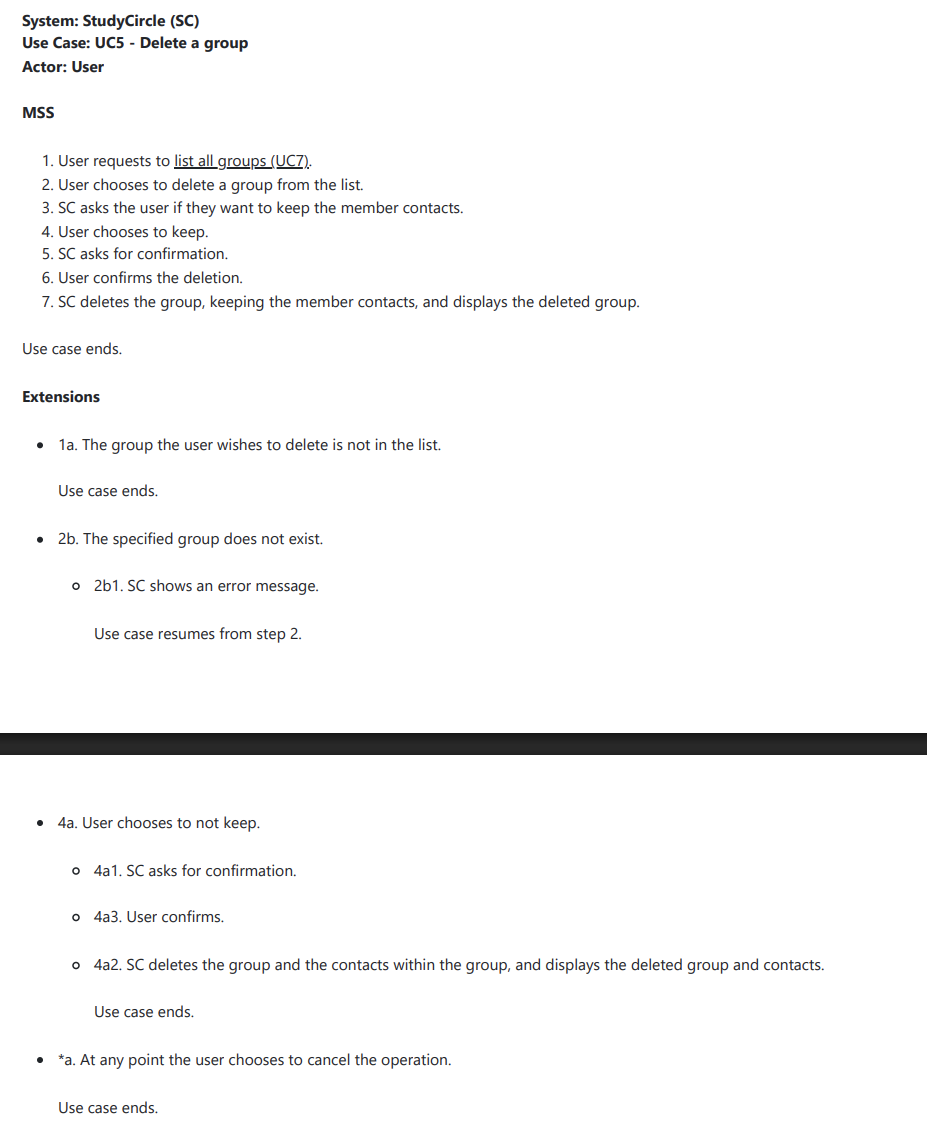 System: StudyCircle (SC)
Use Case: UC5 - Delete a group
Actor: User
MSS
1. User requests to list all groups (UC7).
2. User chooses to delete a group from the list.
3. SC asks the user if they want to keep the member contacts.
4. User chooses to keep.
5. SC asks for confirmation.
6. User confirms the deletion.
7. SC deletes the group, keeping the member contacts, and displays the deleted group.
Use case ends.
Extensions
• 1a. The group the user wishes to delete is not in the list.
Use case ends.
• 2b. The specified group does not exist.
○ 2b1. SC shows an error message.
Use case resumes from step 2.
• 4a. User chooses to not keep.
○ 4a1. SC asks for confirmation.
○ 4a3. User confirms.
○ 4a2. SC deletes the group and the contacts within the group, and displays the deleted group and contacts.
Use case ends.
• *a. At any point the user chooses to cancel the operation.
Use case ends.